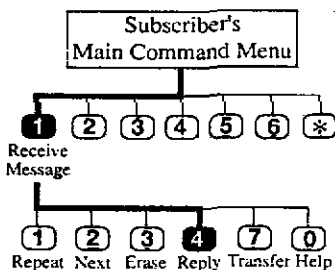 Subscriber's
Main Command Menu
1 2 3 4 5 6 *
Receive
Message
1 2 3 4 7 0
Repeat Next Erase Reply Transfer Help